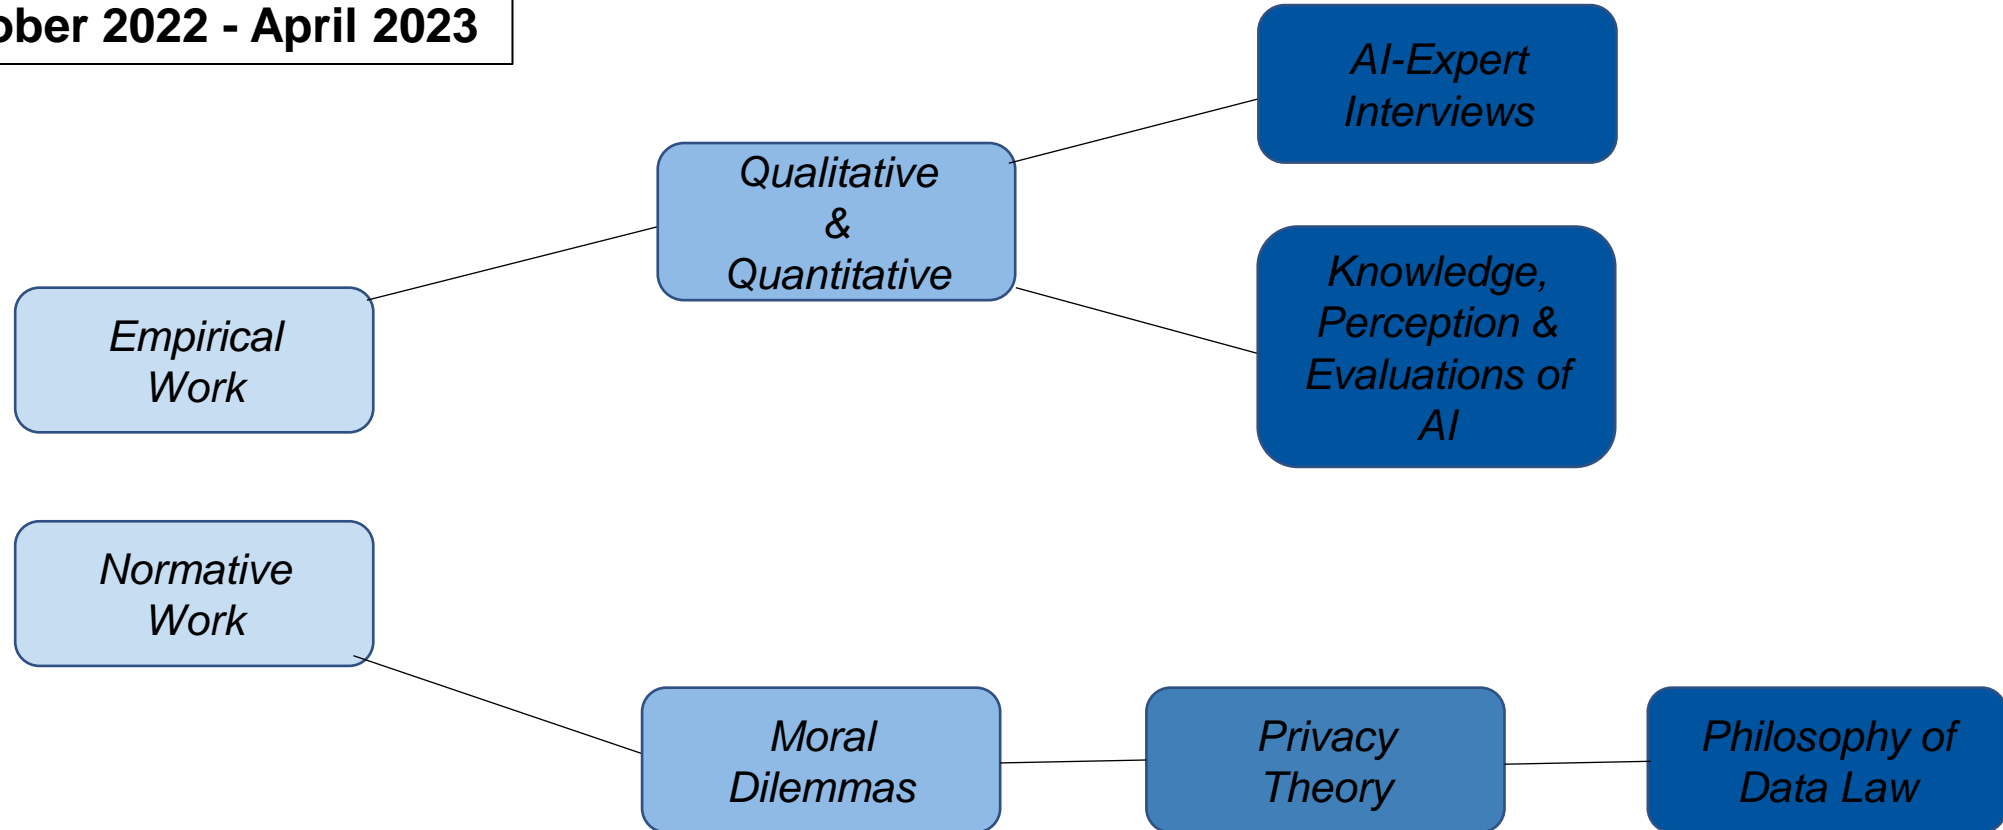 2022 - April 2023
AI-Expert
Interviews
Qualitative
&
Quantitative
Knowledge,
Perception &
Evaluations of
AI
Empirical
Work
Normative
Work
Moral
Dilemmas
Privacy
Theory
Philosophy of
Data Law